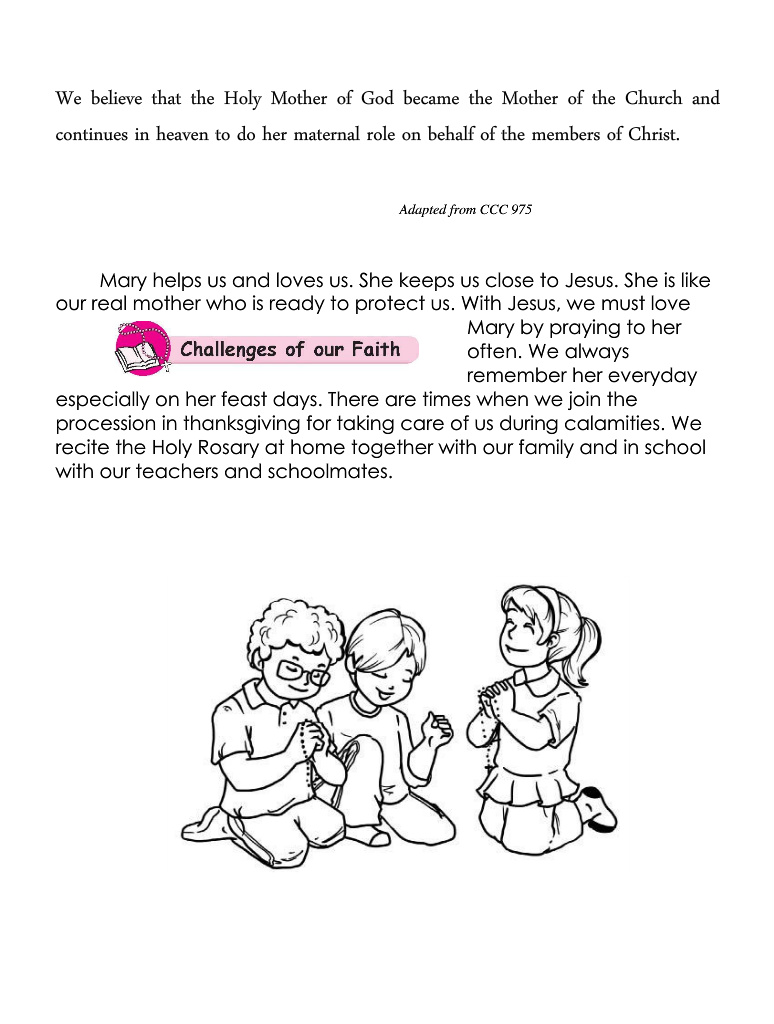 We believe that the Holy Mother of God became the Mother of the Church and
continues in heaven to do her maternal role on behalf of the members of Christ.
Adapted from CCC 975
Mary helps us and loves us. She keeps us close to Jesus. She is like
our real mother who is ready to protect us. With Jesus, we must love
Mary by praying to her
Challenges of our Faith
often. We always
remember her everyday
especially on her feast days. There are times when we join the
procession in thanksgiving for taking care of us during calamities. We
recite the Holy Rosary at home together with our family and in school
with our teachers and schoolmates.